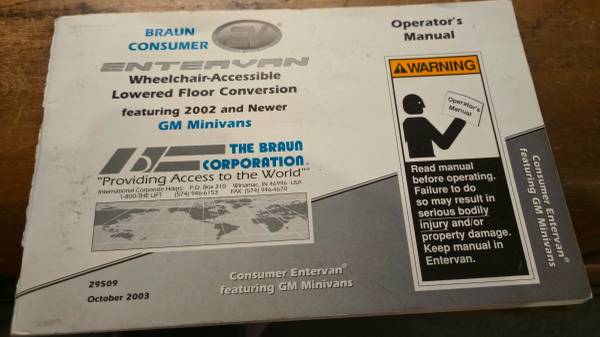 BRAUN
CONSUMER
EV
ENTERVAN
Wheelchair-Accessible
Lowered Floor Conversion
featuring 2002 and Newer
GM Minivans
THE BRAUN
CORPORATION®
"Providing Access to the World"®
International Corporate Hdqrs: P.O. Box 310 Winamac, IN 46996 USA
1-800-THE LIFT (574) 946-6153 FAX: (574) 946-4670
29509
October 2003
Consumer Entervan®
featuring GM Minivans
Operator's
Manual
WARNING
Operator's
Manual
Read manual
before operating.
Failure to do
so may result in
serious bodily
injury and/or
property damage.
Keep manual in
Entervan.
Consumer Entervan®
featuring GM Minivans